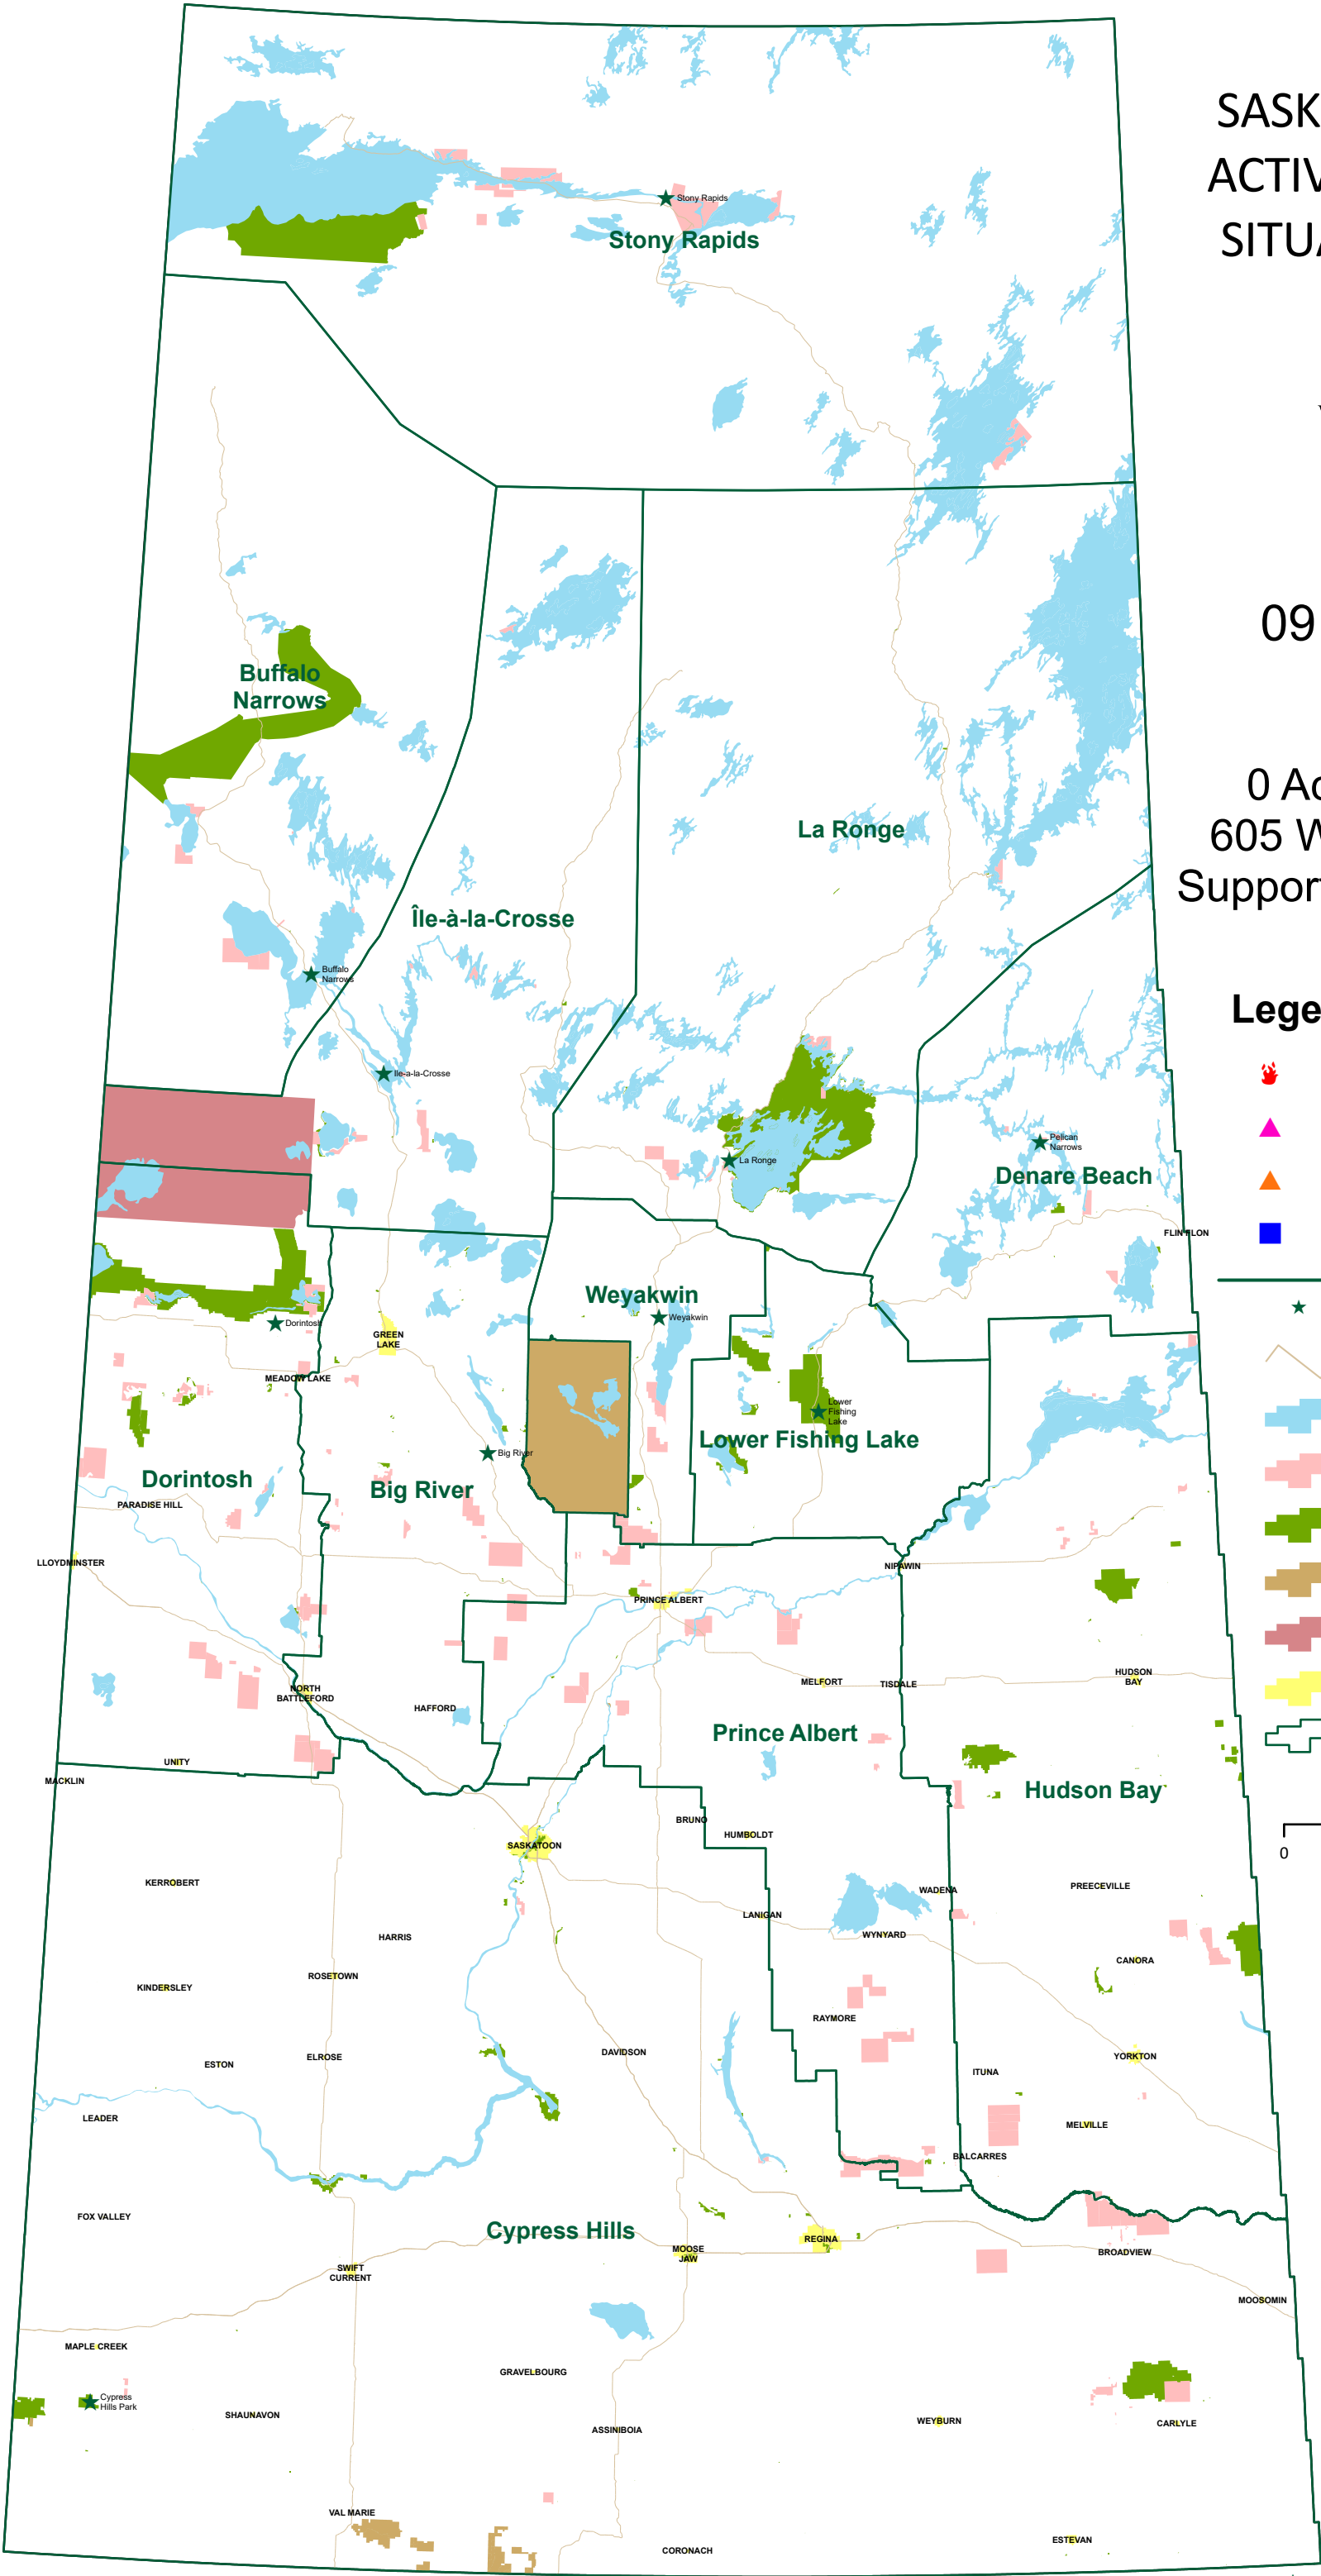 SASK
ACTIV
SITUA
09
0 Ac
605 W
Support
Lege
0
Stony Rapids
Stony Rapids
Buffalo
Narrows
La Ronge
Île-à-la-Crosse
Buffalo
Narrows
Ile-a-la-Crosse
Pelican
Narrows
La Ronge
Denare Beach
FLIN FLON
Weyakwin
Weyakwin
Dorintosh
GREEN
LAKE
MEADOW LAKE
Lower
Fishing
Lake
Lower Fishing Lake
Big River
Dorintosh
Big River
PARADISE HILL
LLOYDMINSTER
NIPAWIN
PRINCE ALBERT
HUDSON
BAY
MELFORT
TISDALE
NORTH
BATTLEFORD
HAFFORD
Prince Albert
UNITY
MACKLIN
Hudson Bay
BRUNO
HUMBOLDT
SASKATOON
KERROBERT
PREECEVILLE
WADENA
LANIGAN
WYNYARD
HARRIS
CANORA
ROSETOWN
KINDERSLEY
RAYMORE
DAVIDSON
YORKTON
ELROSE
ESTON
ITUNA
LEADER
MELVILLE
BALCARRES
FOX VALLEY
Cypress Hills
REGINA
MOOSE
JAW
BROADVIEW
SWIFT
CURRENT
MOOSOMIN
MAPLE CREEK
GRAVELBOURG
Cypress
Hills Park
SHAUNAVON
WEYBURN
CARLYLE
ASSINIBOIA
VAL MARIE
ESTEVAN
CORONACH